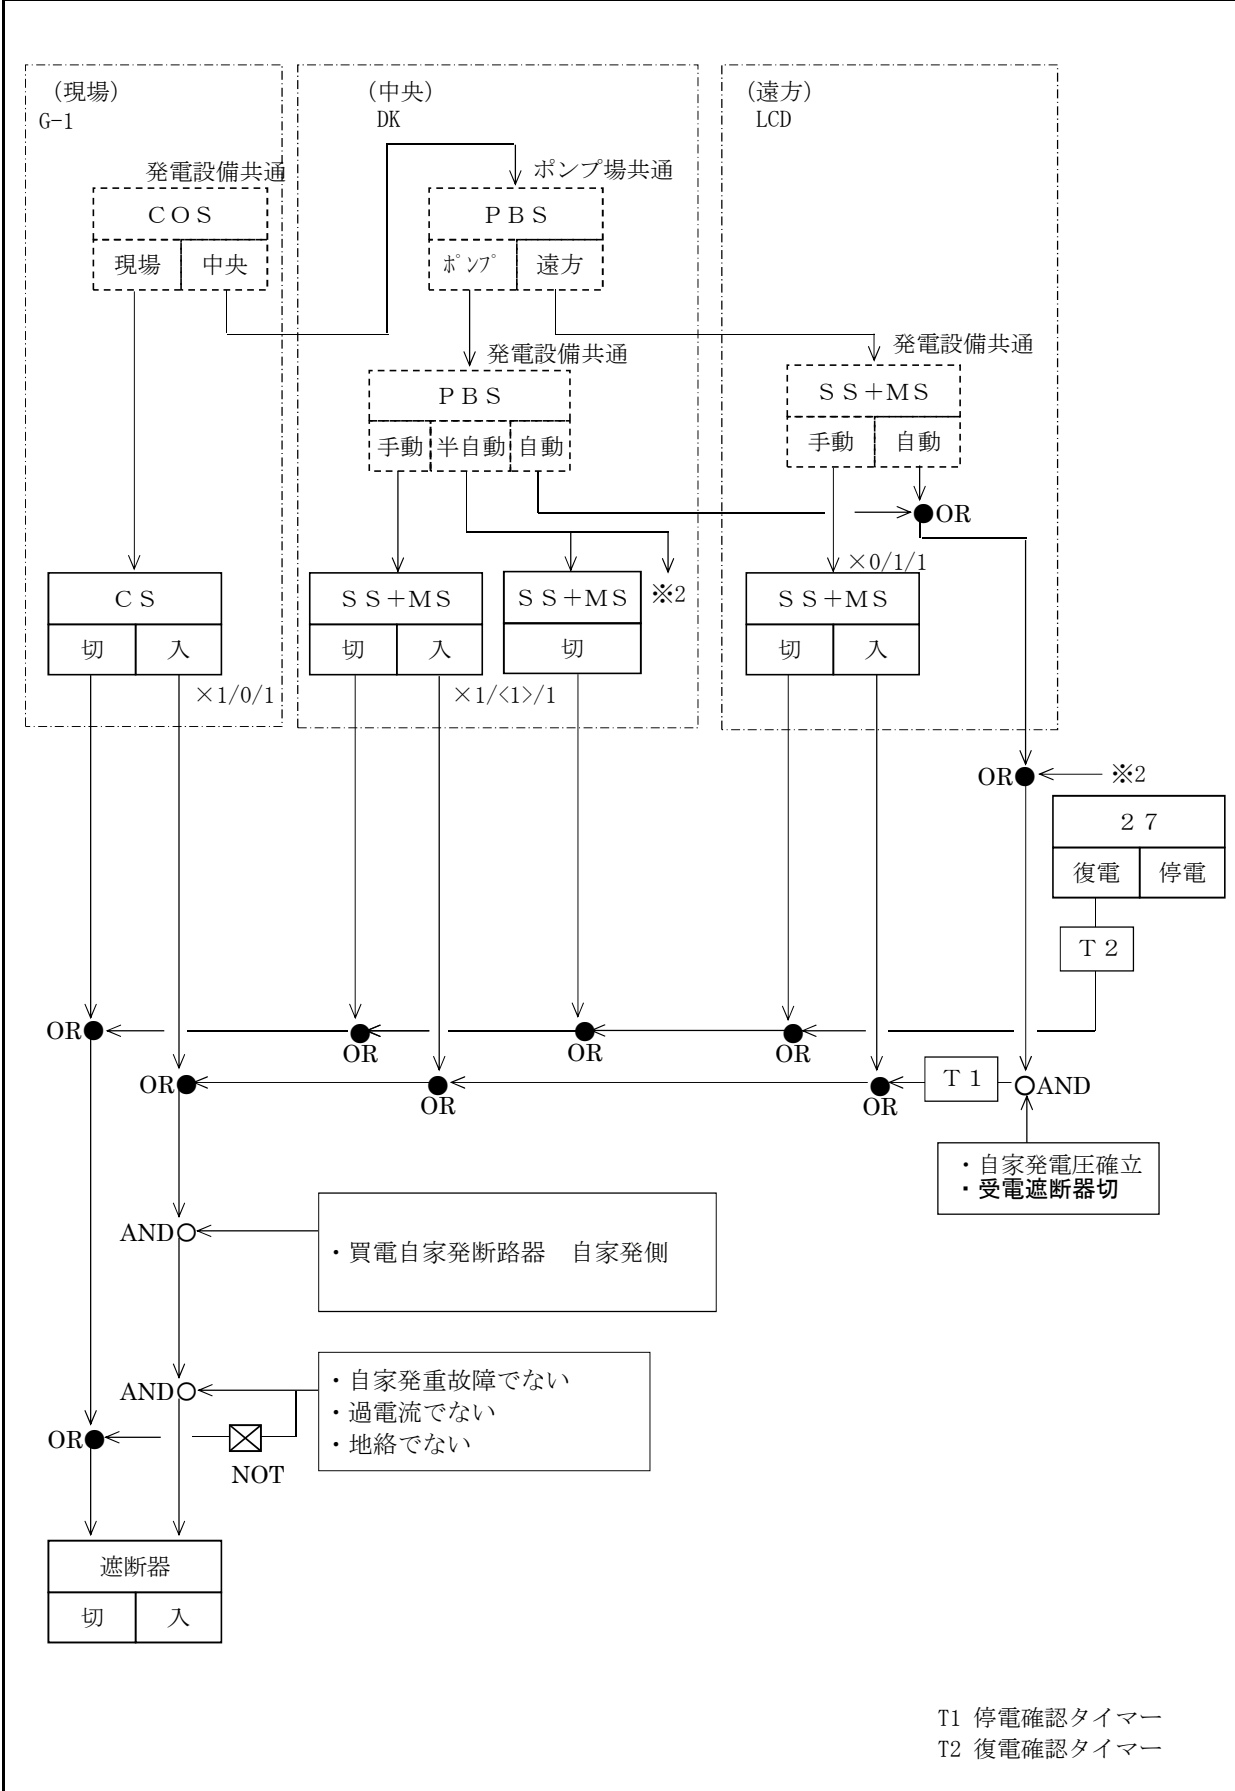 (現場)
G-1
(中央)
DK
(遠方)
LCD
発電設備共通
COS
現場 中央
ポンプ場共通
PBS
ポンプ 遠方
発電設備共通
PBS
手動 半自動 自動
発電設備共通
SS+MS
手動 自動
OR
CS
切 入
×1/0/1
SS+MS
切 入
×1/<1>/1
SS+MS
切
※2
×0/1/1
SS+MS
切 入
OR
※2
27
復電 停電
T2
OR
OR
OR
OR
OR
OR
OR
T1
AND
・自家発電圧確立
・受電遮断器切
AND
・買電自家発断路器 自家発側
AND
・自家発重故障でない
・過電流でない
・地絡でない
OR
NOT
遮断器
切 入
T1 停電確認タイマー
T2 復電確認タイマー